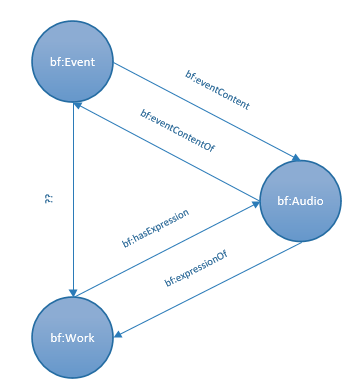 bf:Event
bf:eventContent
bf:eventContentOf
bf:Audio
??
bf:hasExpression
bf:expressionOf
bf:Work